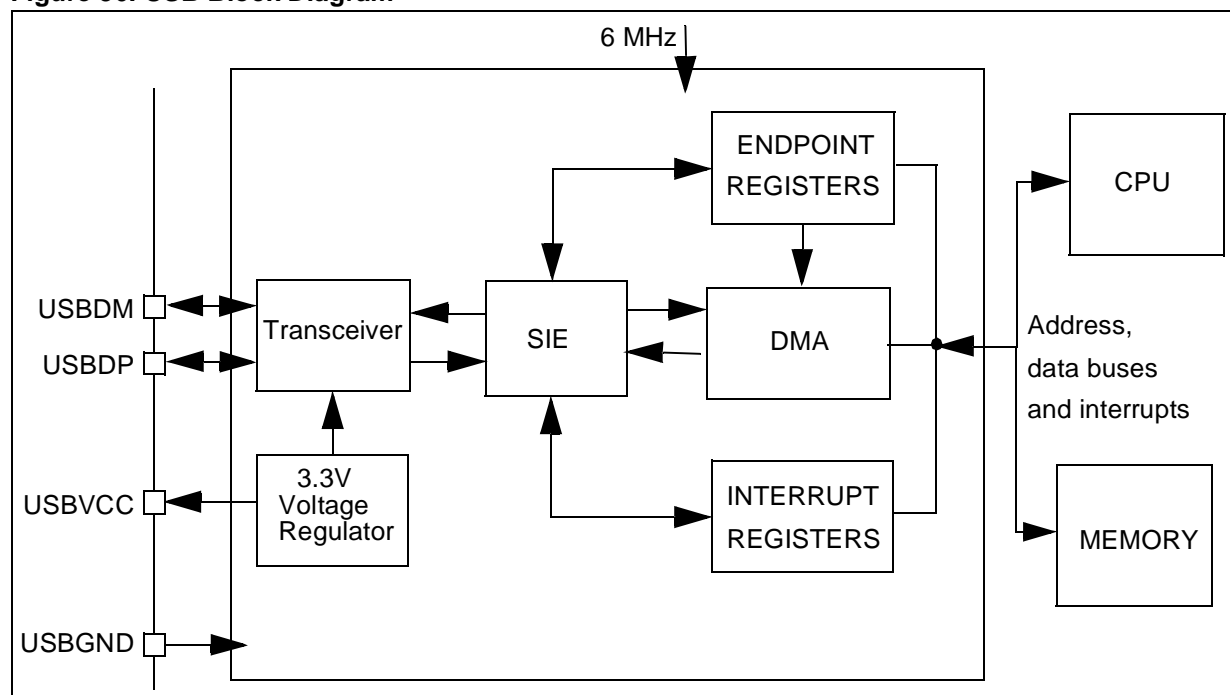 6 MHz
ENDPOINT
REGISTERS
CPU
USBDM
Transceiver
SIE
DMA
Address,
USBDP
data buses
and interrupts
3.3V
USBVCC
Voltage
Regulator
INTERRUPT
REGISTERS
MEMORY
USBGND